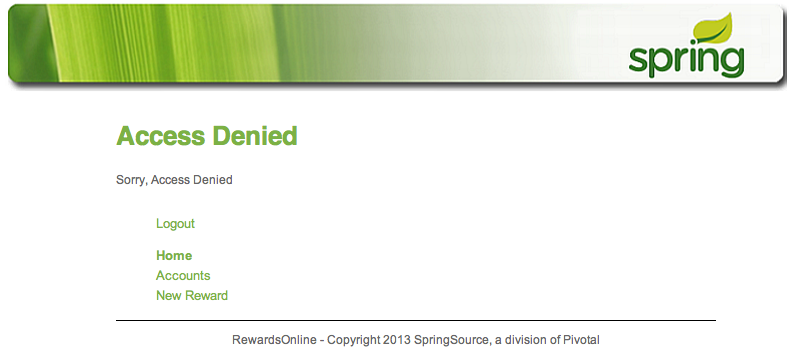 spring
Access Denied
Sorry, Access Denied
Logout
Home
Accounts
New Reward
RewardsOnline - Copyright 2013 SpringSource, a division of Pivotal